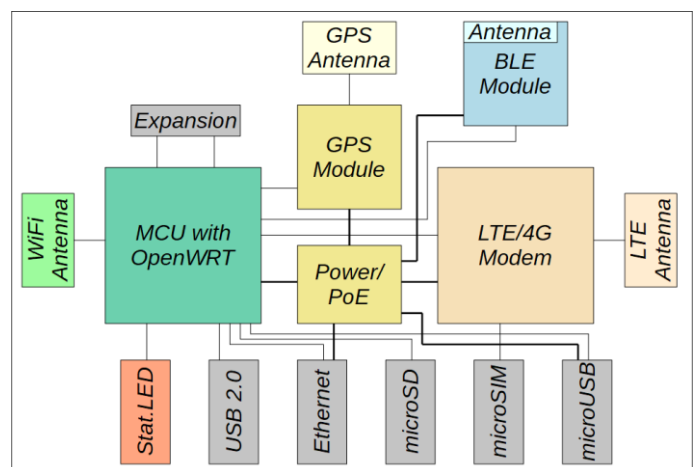 GPS
Antenna
Antenna
BLE
Module
Expansion
GPS
Module
WiFi
Antenna
MCU with
OpenWRT
LTE/4G
Modem
LTE
Antenna
Power/
PoE
Stat.LED
USB 2.0
Ethernet
microSD
microSIM
microUSB